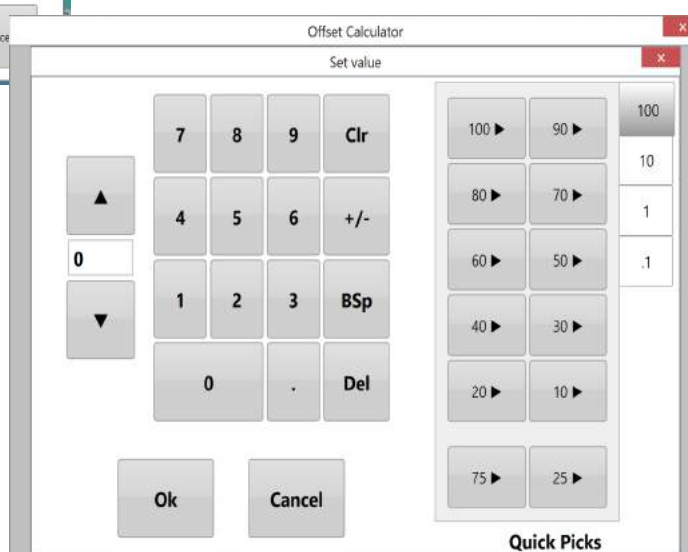 Offset Calculator
x
Set value
x
7 8 9 Clr
4 5 6 +/-
0
1 2 3 BSp
0 . Del
Ok Cancel
100 ▶ 90 ▶
80 ▶ 70 ▶
60 ▶ 50 ▶
40 ▶ 30 ▶
20 ▶ 10 ▶
75 ▶ 25 ▶
Quick Picks
100
10
1
.1